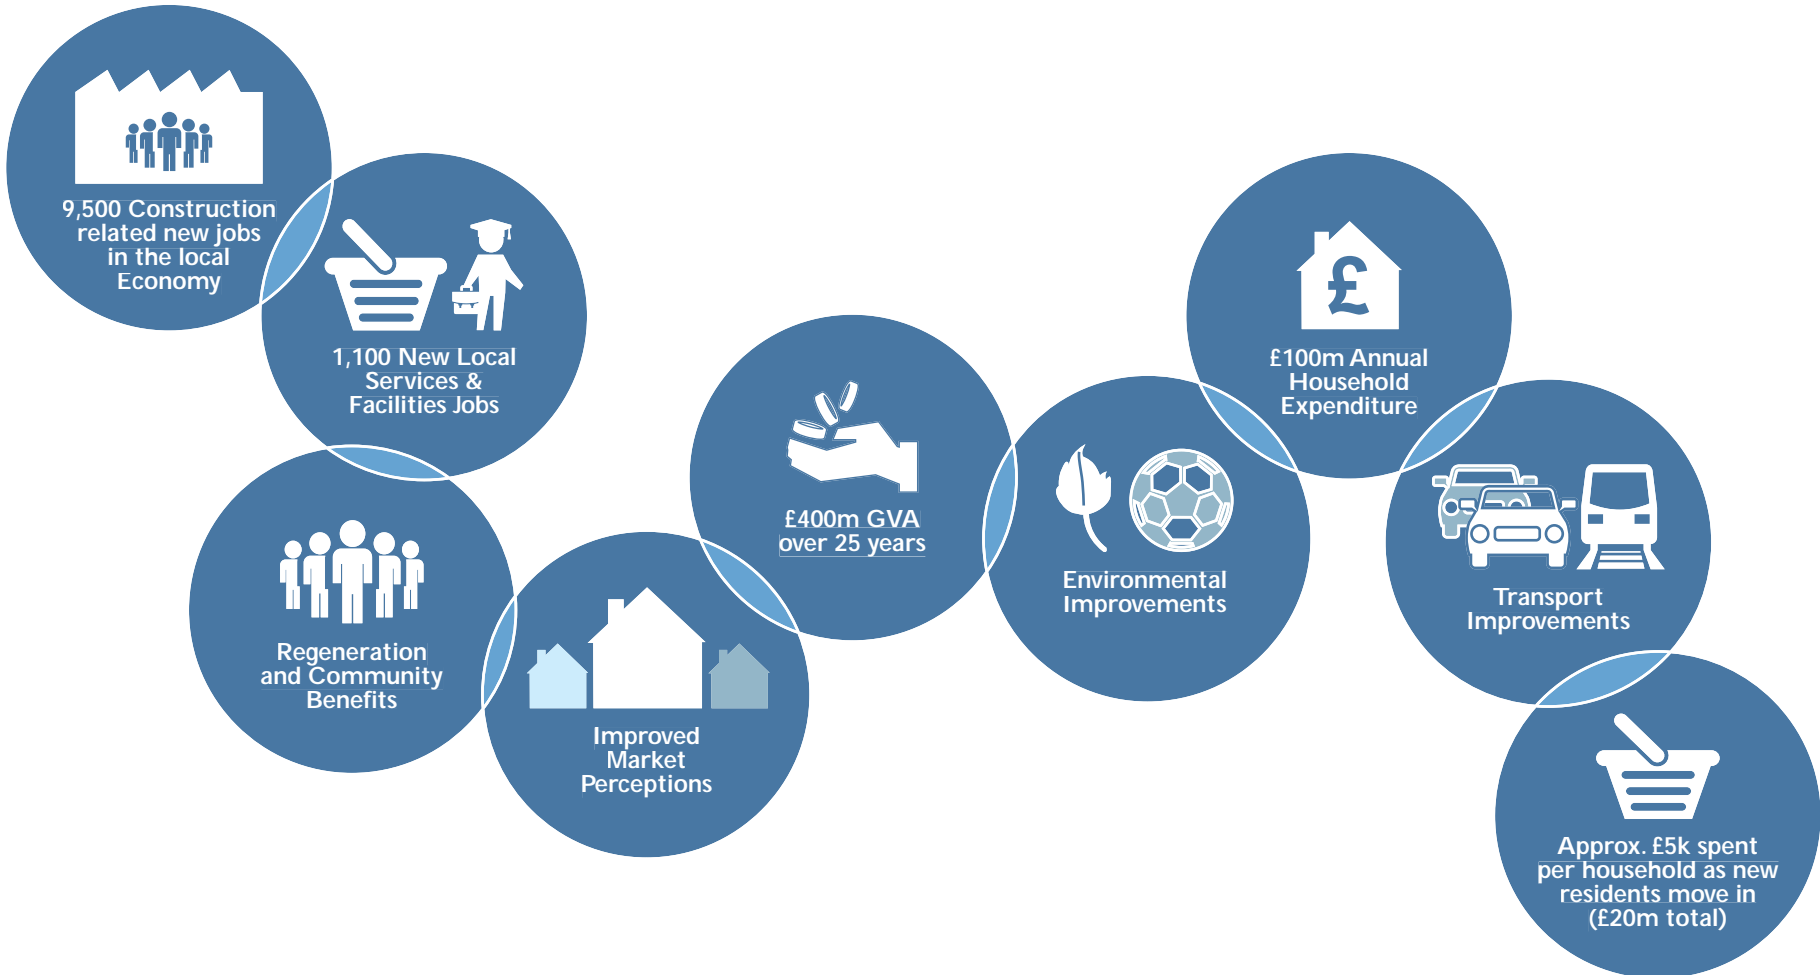 9,500 Construction
related new jobs
in the local
Economy
1,100 New Local
Services &
Facilities Jobs
Regeneration
and Community
Benefits
Improved
Market
Perceptions
£400m GVA
over 25 years
Environmental
Improvements
£
£100m Annual
Household
Expenditure
Transport
Improvements
Approx. £5k spent
per household as new
residents move in
(£20m total)